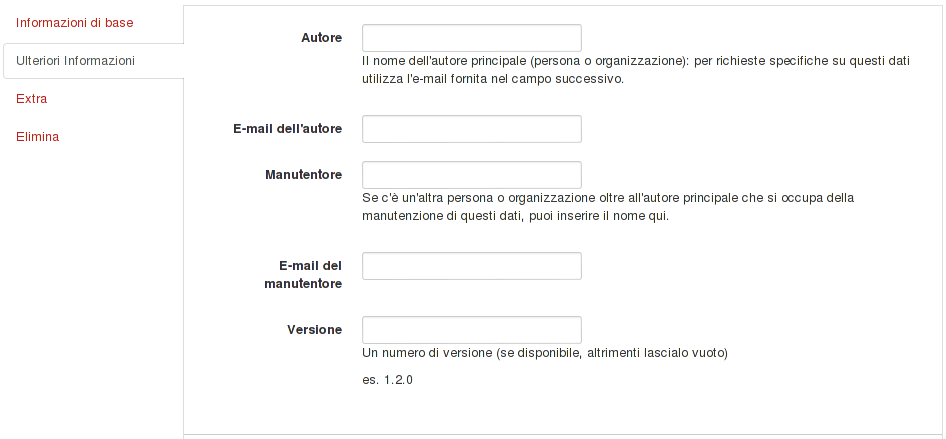 Informazioni di base
Ulteriori Informazioni
Extra
Elimina
Autore
Il nome dell'autore principale (persona o organizzazione): per richieste specifiche su questi dati
utilizza l'e-mail fornita nel campo successivo.
E-mail dell'autore
Manutentore
Se c'è un'altra persona o organizzazione oltre all'autore principale che si occupa della
manutenzione di questi dati, puoi inserire il nome qui.
E-mail del
manutentore
Versione
Un numero di versione (se disponibile, altrimenti lascialo vuoto)
es. 1.2.0